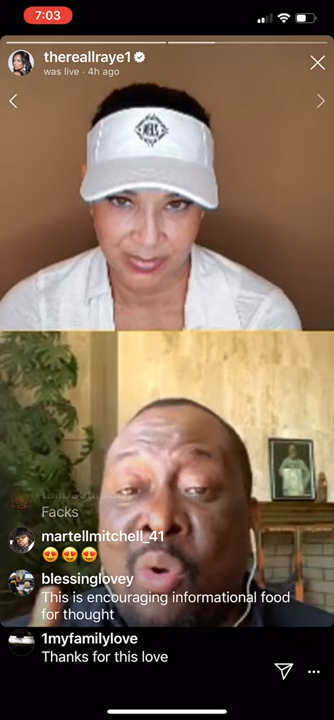 7:03
thereallraye1
was live · 4h ago
Facks
martellmitchell_41
😍😍😍
blessinglovey
This is encouraging informational food
for thought
1myfamilylove
Thanks for this love